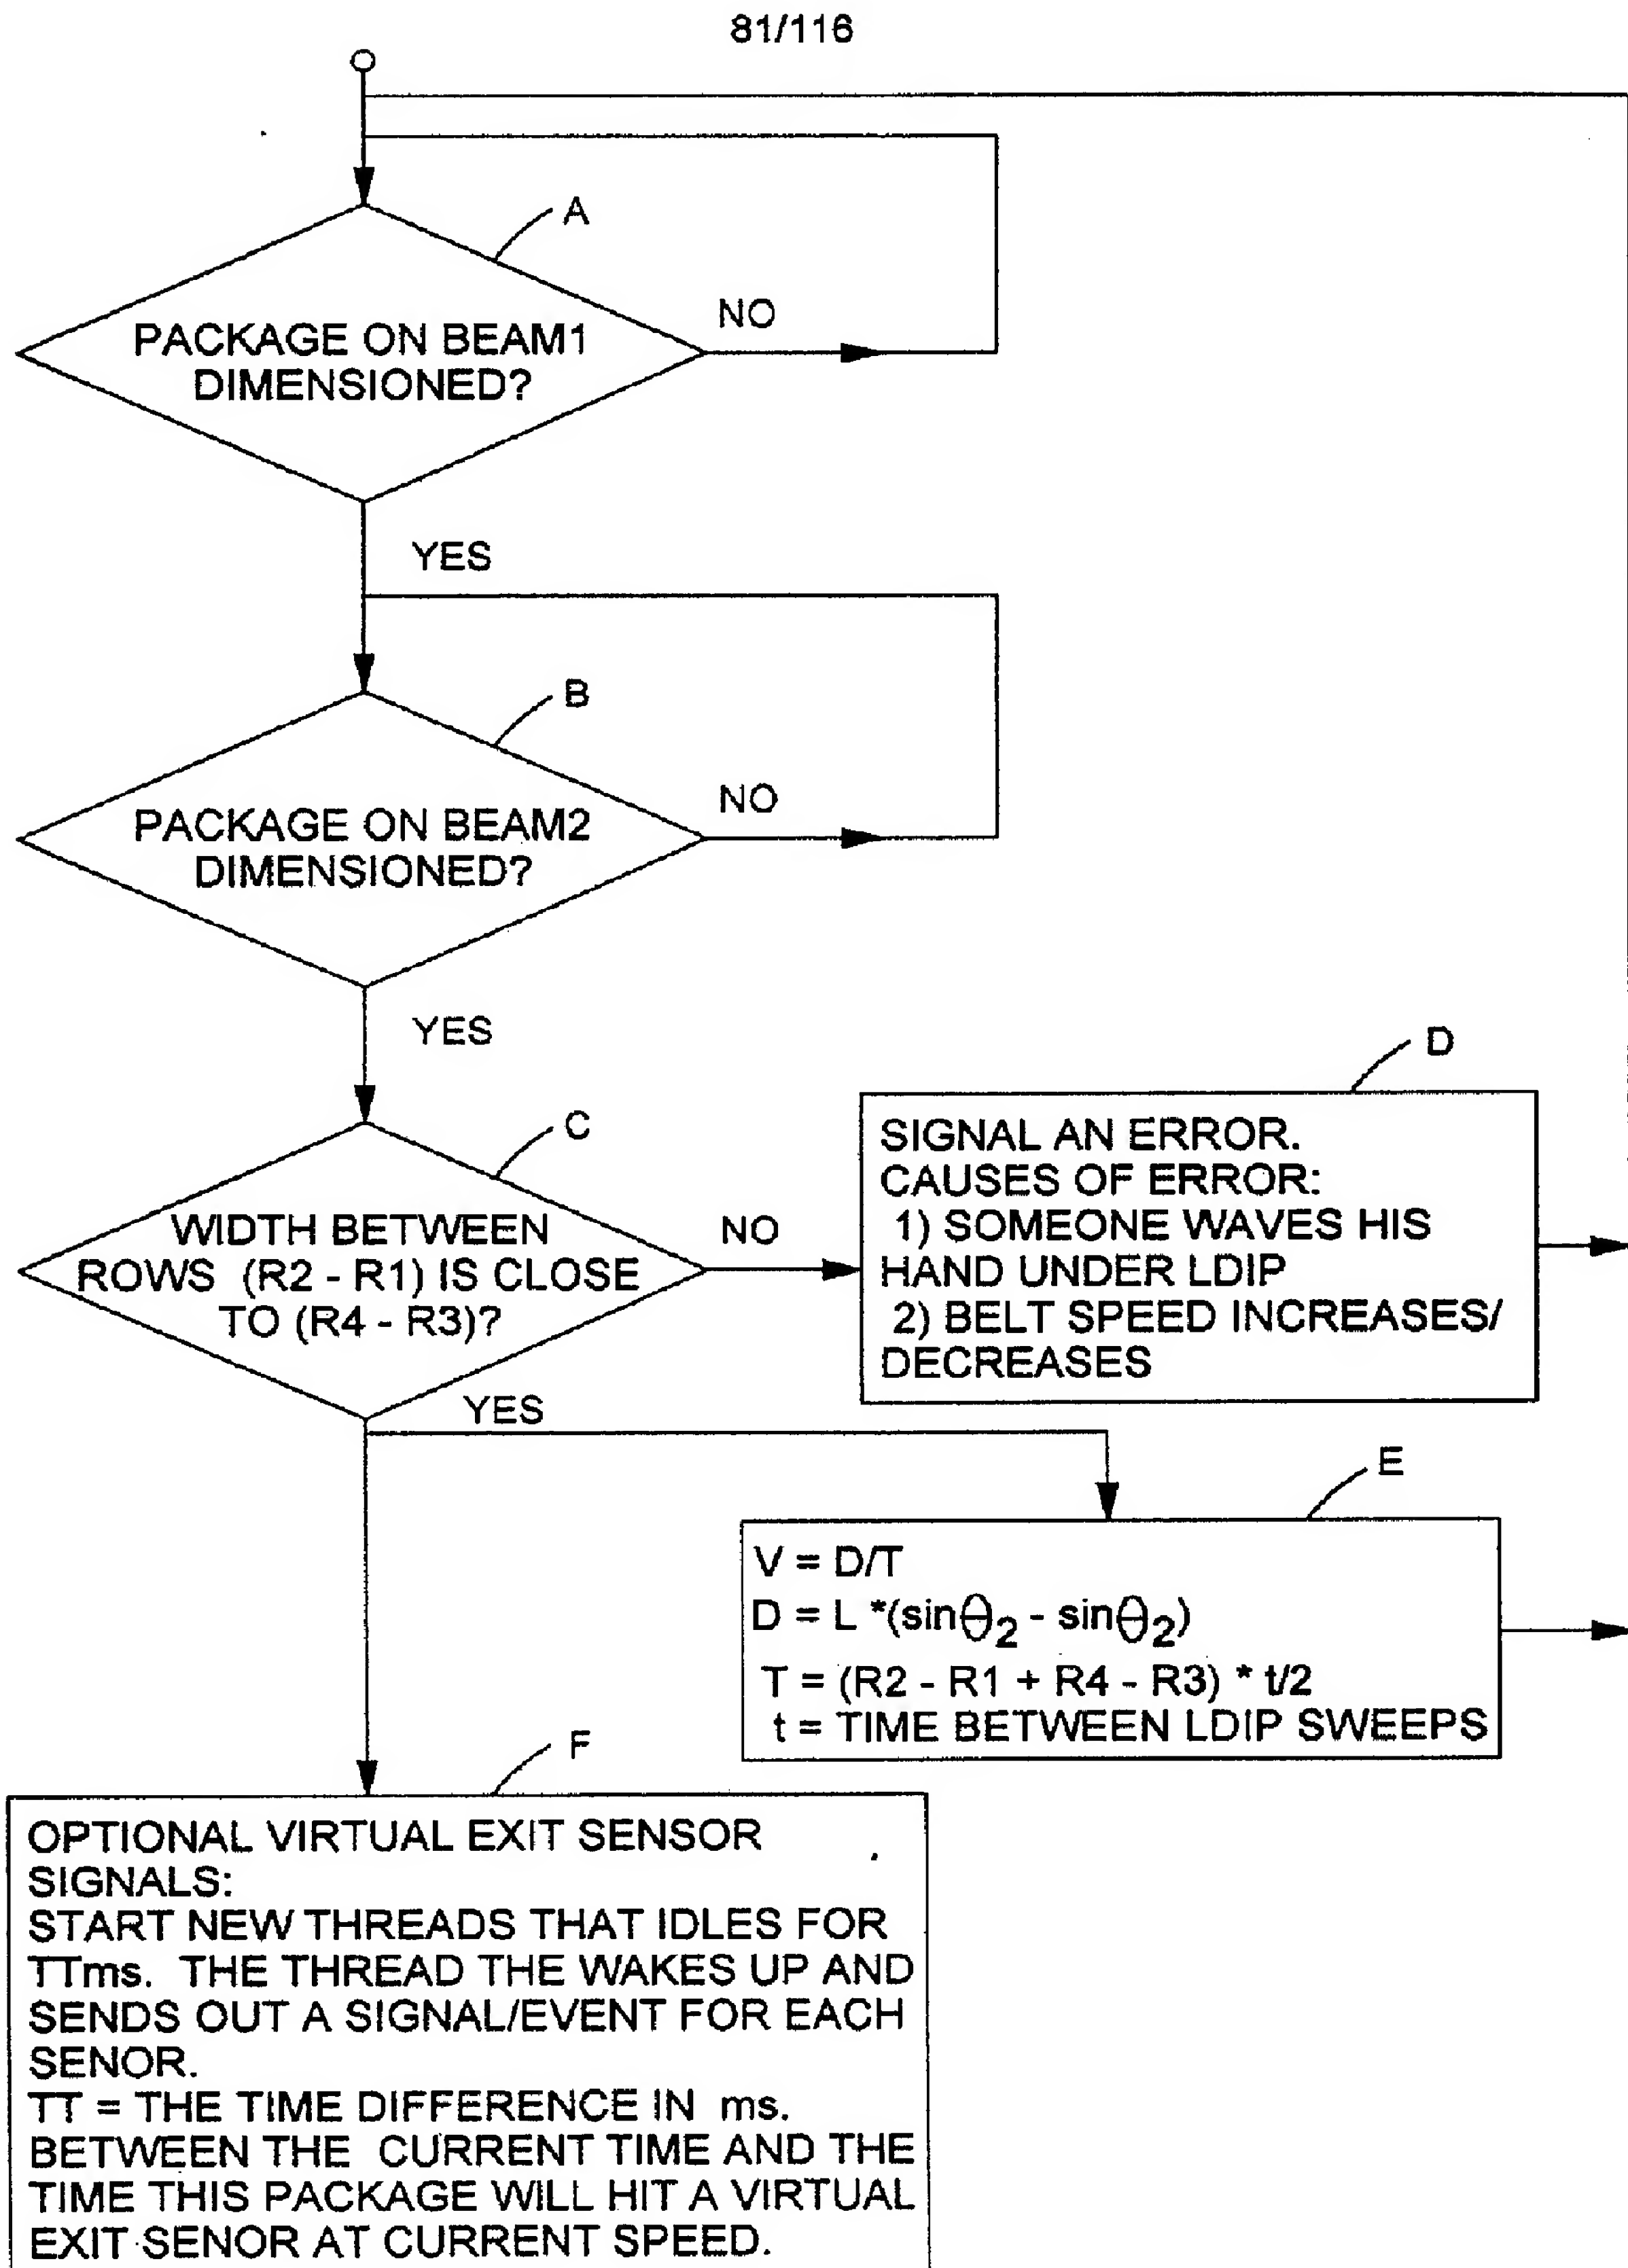 81/116
A
PACKAGE ON BEAM1
DIMENSIONED?
NO
YES
B
PACKAGE ON BEAM2
DIMENSIONED?
NO
YES
C
WIDTH BETWEEN
ROWS (R2 - R1) IS CLOSE
TO (R4 - R3)?
NO
YES
D
SIGNAL AN ERROR.
CAUSES OF ERROR:
1) SOMEONE WAVES HIS
HAND UNDER LDIP
2) BELT SPEED INCREASES/
DECREASES
E
V = D/T
D = L *(sinθ₂ - sinθ₂)
T = (R2 - R1 + R4 - R3) * t/2
t = TIME BETWEEN LDIP SWEEPS
F
OPTIONAL VIRTUAL EXIT SENSOR
SIGNALS:
START NEW THREADS THAT IDLES FOR
TTms. THE THREAD THE WAKES UP AND
SENDS OUT A SIGNAL/EVENT FOR EACH
SENOR.
TT = THE TIME DIFFERENCE IN ms.
BETWEEN THE CURRENT TIME AND THE
TIME THIS PACKAGE WILL HIT A VIRTUAL
EXIT SENOR AT CURRENT SPEED.